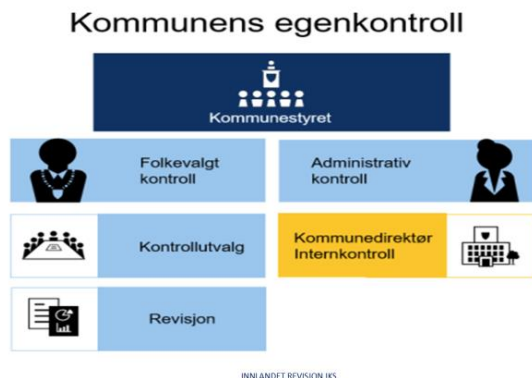 Kommunens egenkontroll
Kommunestyret
Folkevalgt
kontroll
Administrativ
kontroll
Kontrollutvalg
Kommunedirektør
Internkontroll
Revisjon
INNLANDET REVISJON IKS